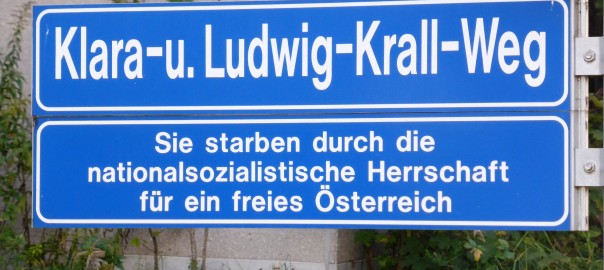 Klara-u. Ludwig-Krall-Weg
Sie starben durch die
nationalsozialistische Herrschaft
für ein freies Österreich